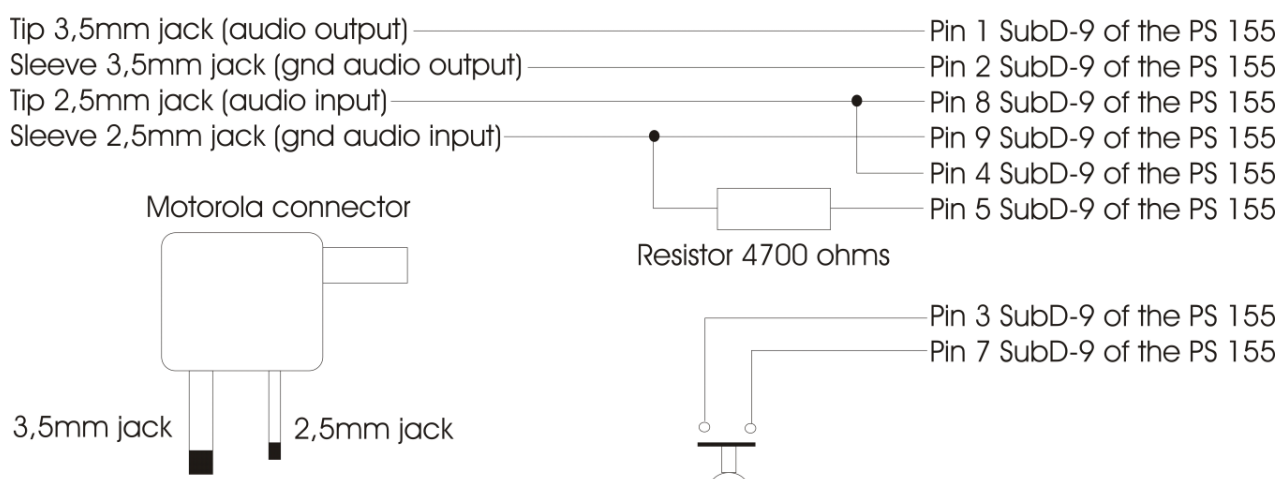 Tip 3,5mm jack (audio output) Pin 1 SubD-9 of the PS 155
Sleeve 3,5mm jack (gnd audio output) Pin 2 SubD-9 of the PS 155
Tip 2,5mm jack (audio input) Pin 8 SubD-9 of the PS 155
Sleeve 2,5mm jack (gnd audio input) Pin 9 SubD-9 of the PS 155
Pin 4 SubD-9 of the PS 155
Motorola connector Pin 5 SubD-9 of the PS 155
Resistor 4700 ohms
Pin 3 SubD-9 of the PS 155
Pin 7 SubD-9 of the PS 155
3,5mm jack 2,5mm jack